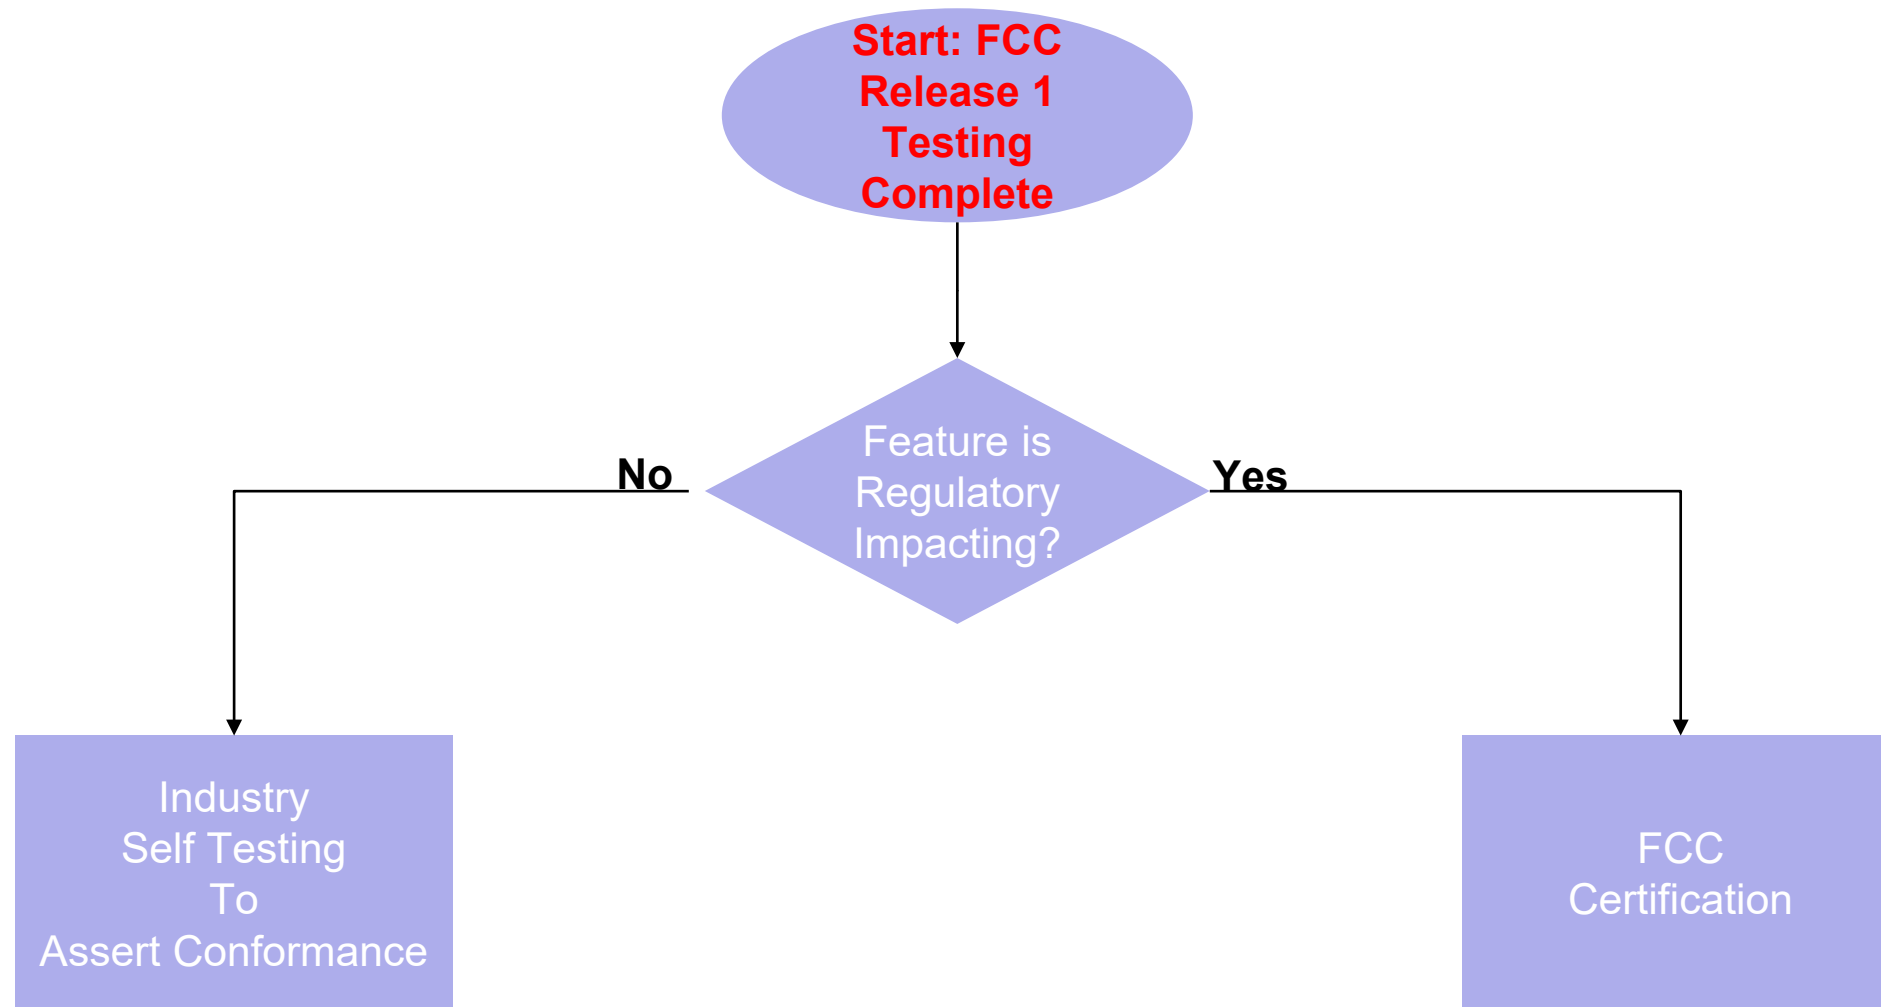 Start: FCC
Release 1
Testing
Complete
Feature is
Regulatory
Impacting?
No
Yes
Industry
Self Testing
To
Assert Conformance
FCC
Certification